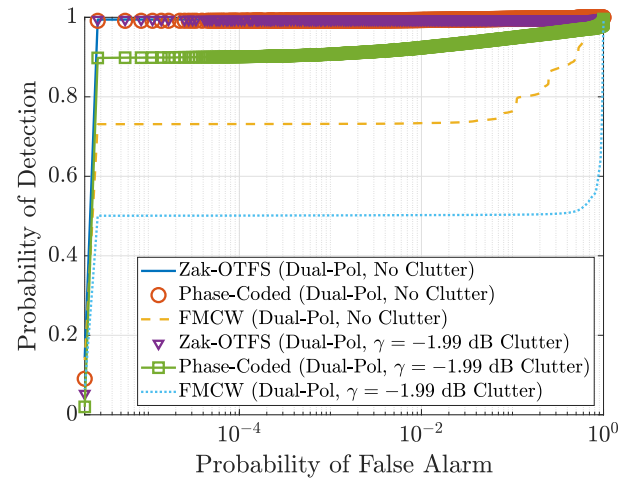 1
0.8
0.6
0.4
0.2
0
Probability of Detection
Zak-OTFS (Dual-Pol, No Clutter)
Phase-Coded (Dual-Pol, No Clutter)
FMCW (Dual-Pol, No Clutter)
Zak-OTFS (Dual-Pol, γ = −1.99 dB Clutter)
Phase-Coded (Dual-Pol, γ = −1.99 dB Clutter)
FMCW (Dual-Pol, γ = −1.99 dB Clutter)
10⁻⁴ 10⁻² 10⁰
Probability of False Alarm